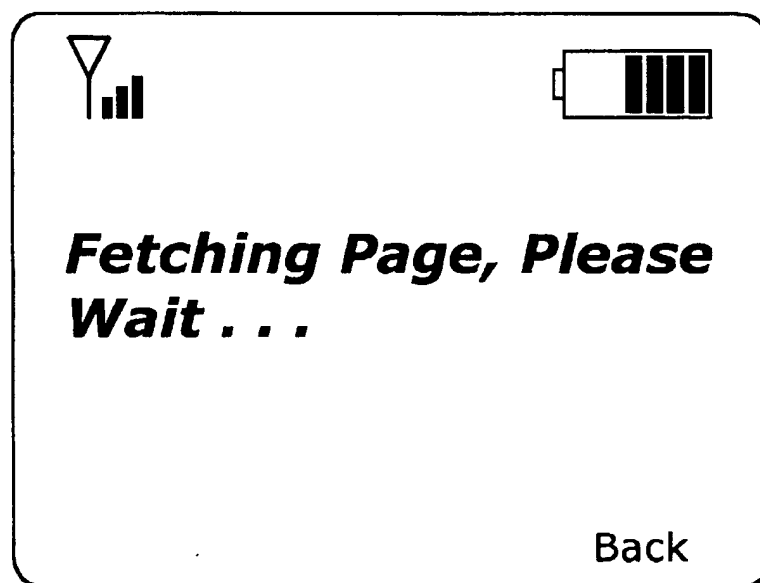 Fetching Page, Please
Wait . . .
Back